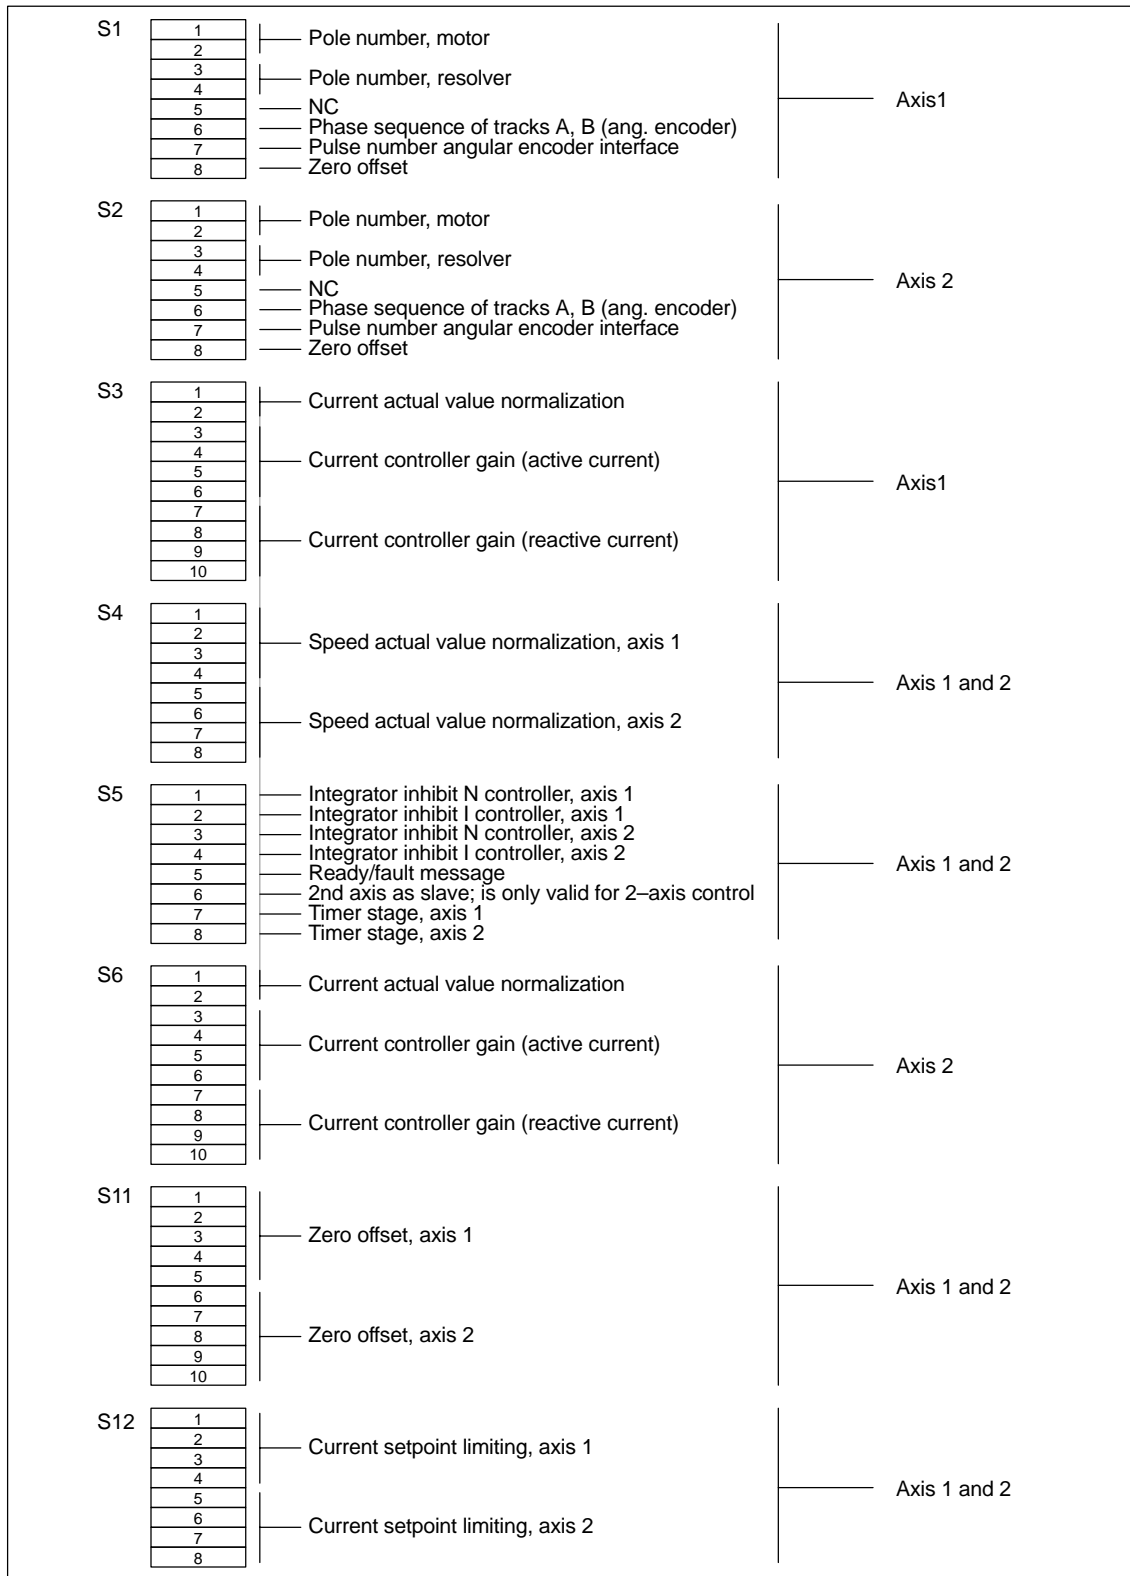 S1
1
2
3
4
5
6
7
8
Pole number, motor
Pole number, resolver
NC
Phase sequence of tracks A, B (ang. encoder)
Pulse number angular encoder interface
Zero offset
Axis1
S2
1
2
3
4
5
6
7
8
Pole number, motor
Pole number, resolver
NC
Phase sequence of tracks A, B (ang. encoder)
Pulse number angular encoder interface
Zero offset
Axis 2
S3
1
2
3
4
5
6
7
8
9
10
Current actual value normalization
Current controller gain (active current)
Current controller gain (reactive current)
Axis1
S4
1
2
3
4
5
6
7
8
Speed actual value normalization, axis 1
Speed actual value normalization, axis 2
Axis 1 and 2
S5
1
2
3
4
5
6
7
8
Integrator inhibit N controller, axis 1
Integrator inhibit I controller, axis 1
Integrator inhibit N controller, axis 2
Integrator inhibit I controller, axis 2
Ready/fault message
2nd axis as slave; is only valid for 2–axis control
Timer stage, axis 1
Timer stage, axis 2
Axis 1 and 2
S6
1
2
3
4
5
6
7
8
9
10
Current actual value normalization
Current controller gain (active current)
Current controller gain (reactive current)
Axis 2
S11
1
2
3
4
5
6
7
8
9
10
Zero offset, axis 1
Zero offset, axis 2
Axis 1 and 2
S12
1
2
3
4
5
6
7
8
Current setpoint limiting, axis 1
Current setpoint limiting, axis 2
Axis 1 and 2